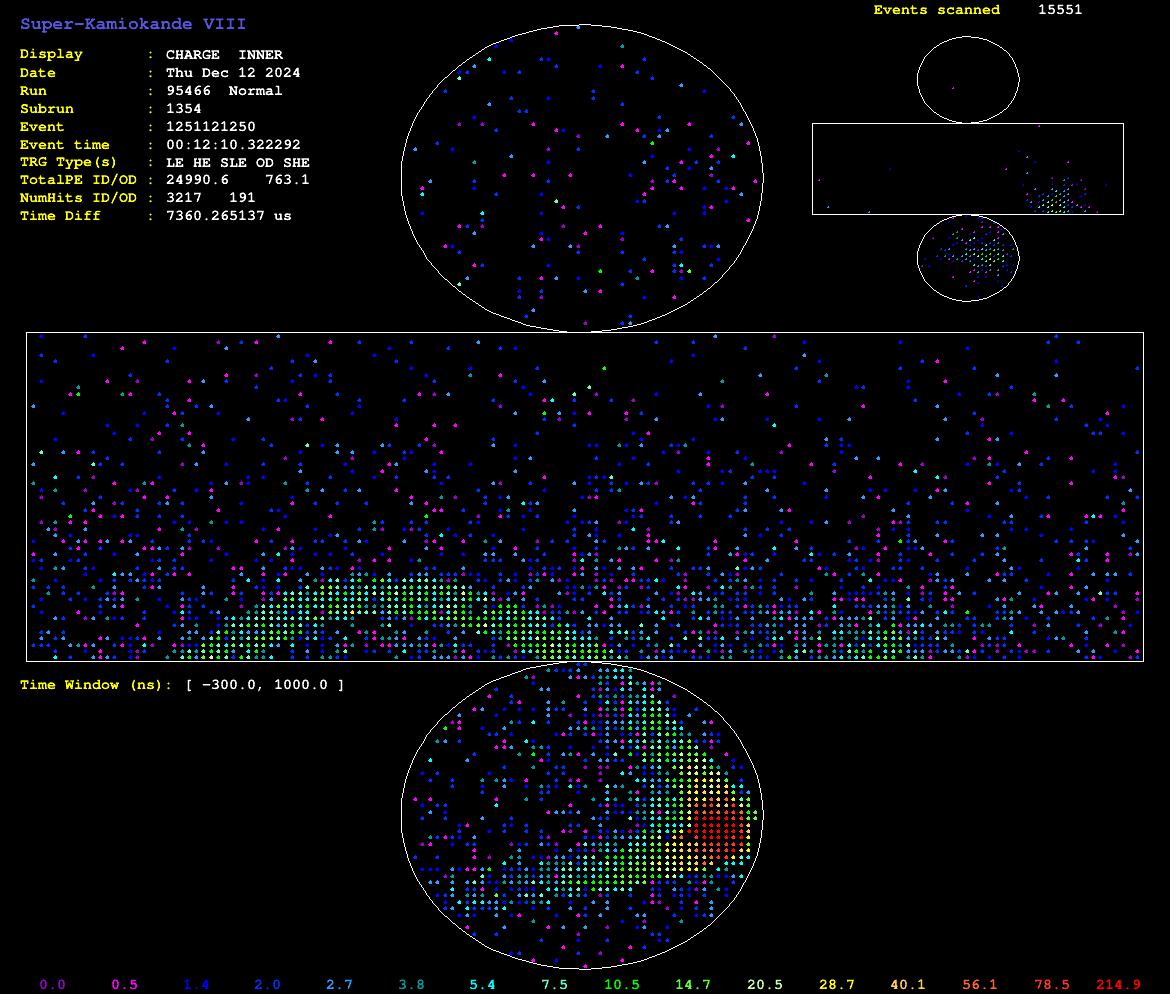 Super-Kamiokande VIII
Events scanned 15551
Display : CHARGE INNER
Date : Thu Dec 12 2024
Run : 95466 Normal
Subrun : 1354
Event : 1251121250
Event time : 00:12:10.322292
TRG Type(s) : LE HE SLE OD SHE
TotalPE ID/OD : 24990.6 763.1
NumHits ID/OD : 3217 191
Time Diff : 7360.265137 us
Time Window (ns): [ -300.0, 1000.0 ]
0.0 0.5 1.4 2.0 2.7 3.8 5.4 7.5 10.5 14.7 20.5 28.7 40.1 56.1 78.5 214.9